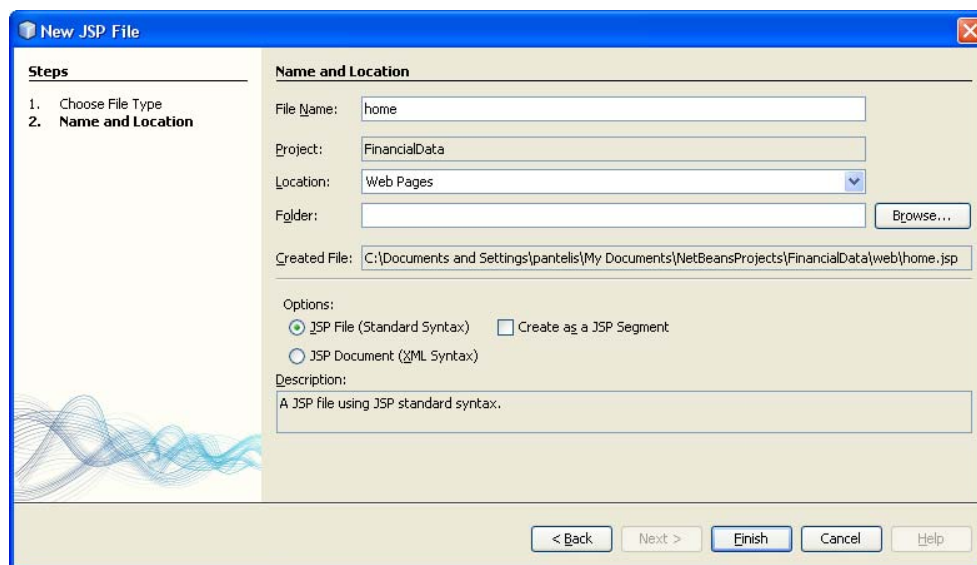 New JSP File
Steps
1. Choose File Type
2. Name and Location
Name and Location
File Name: home
Project: FinancialData
Location: Web Pages
Folder: Browse...
Created File: C:\Documents and Settings\pantelis\My Documents\NetBeansProjects\FinancialData\web\home.jsp
Options:
JSP File (Standard Syntax) Create as a JSP Segment
JSP Document (XML Syntax)
Description:
A JSP file using JSP standard syntax.
< Back Next > Finish Cancel Help